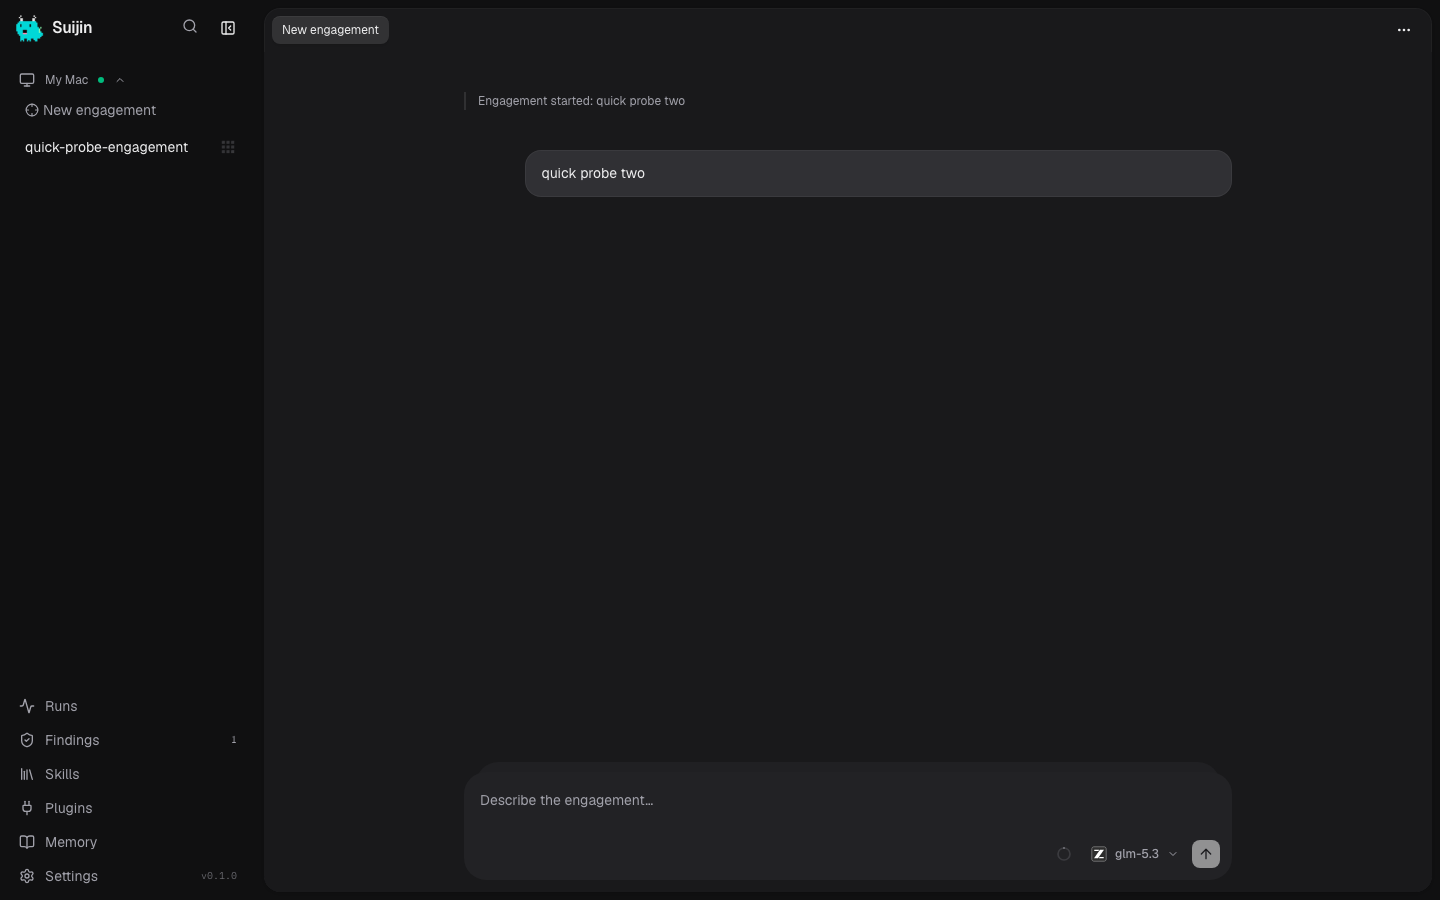 Suijin
My Mac
New engagement
quick-probe-engagement
Runs
Findings 1
Skills
Plugins
Memory
Settings v0.1.0
New engagement
Engagement started: quick probe two
quick probe two
Describe the engagement…
glm-5.3